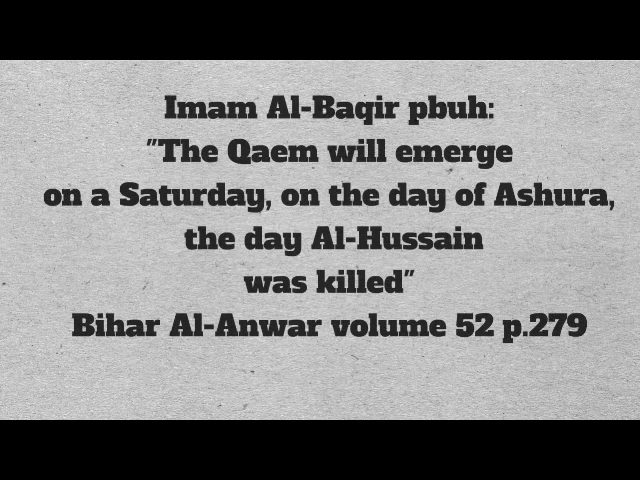 Imam Al-Baqir pbuh:
"The Qaem will emerge
on a Saturday, on the day of Ashura,
the day Al-Hussain
was killed"
Bihar Al-Anwar volume 52 p.279